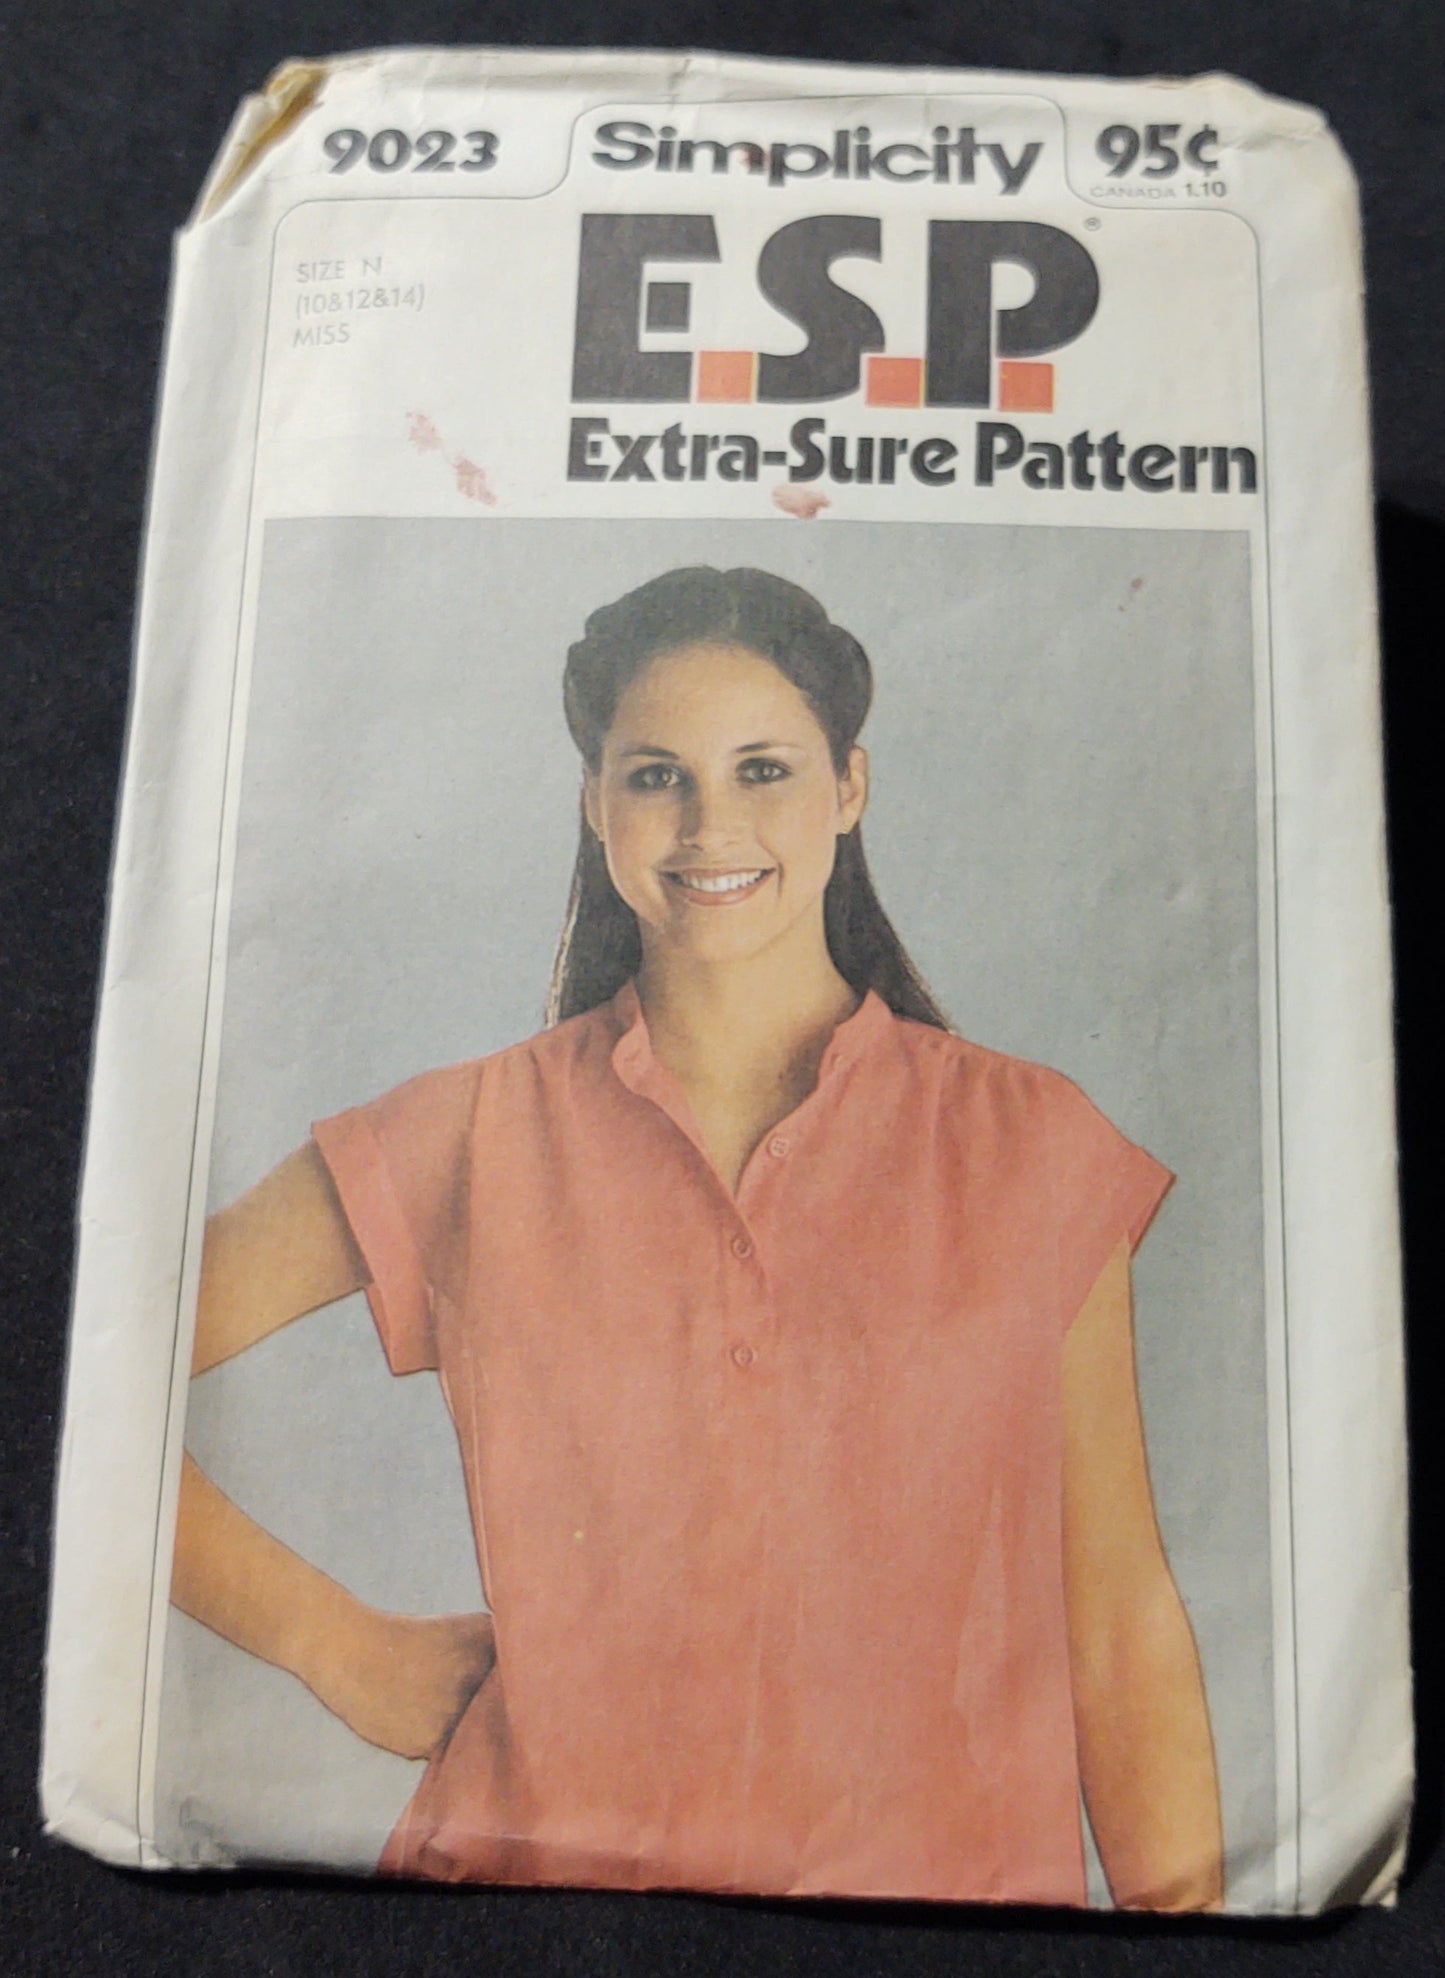 9023
Simplicity
95¢
CANADA 1.10
SIZE N
(10&12&14)
MISS
E.S.P.®
Extra-Sure Pattern